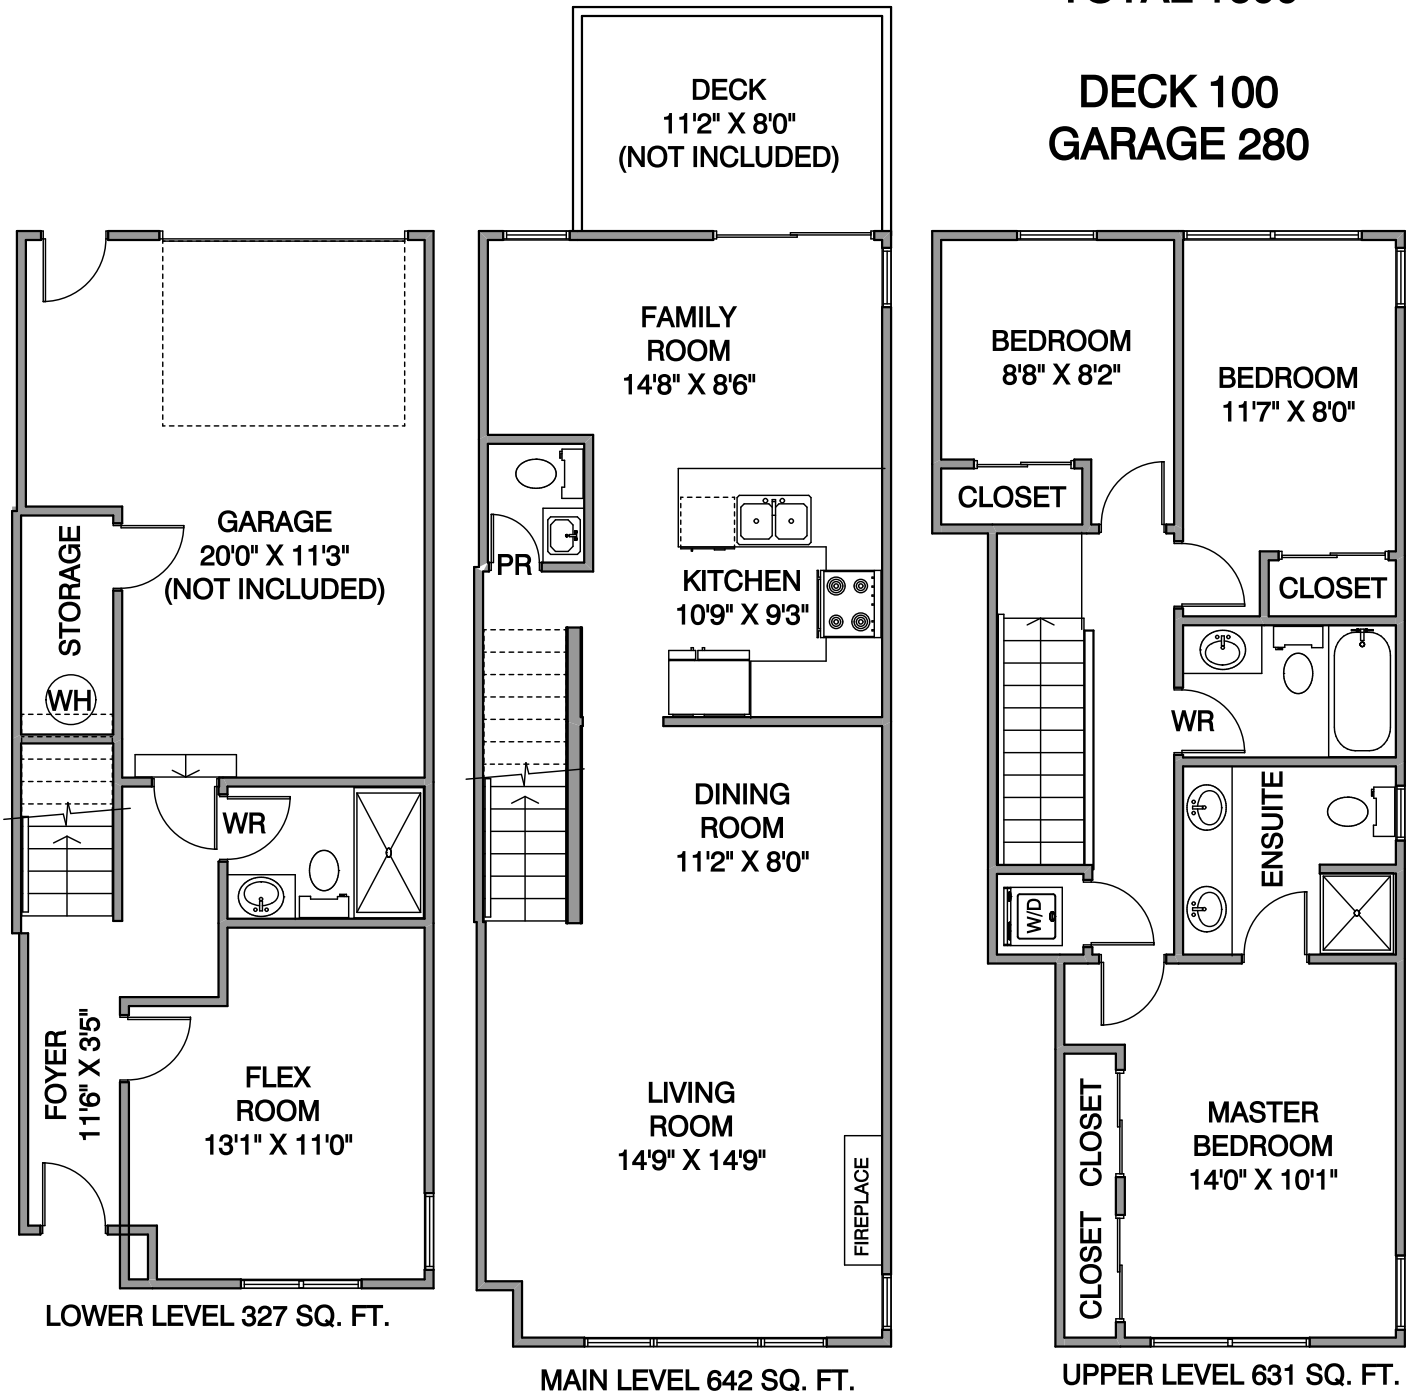 DECK 100
GARAGE 280
DECK
11'2" X 8'0"
(NOT INCLUDED)
GARAGE
20'0" X 11'3"
(NOT INCLUDED)
STORAGE
WH
WR
FOYER
11'6" X 3'5"
FLEX
ROOM
13'1" X 11'0"
LOWER LEVEL 327 SQ. FT.
FAMILY
ROOM
14'8" X 8'6"
PR
KITCHEN
10'9" X 9'3"
DINING
ROOM
11'2" X 8'0"
LIVING
ROOM
14'9" X 14'9"
FIREPLACE
MAIN LEVEL 642 SQ. FT.
BEDROOM
8'8" X 8'2"
BEDROOM
11'7" X 8'0"
CLOSET
CLOSET
WR
ENSUITE
W/D
MASTER
BEDROOM
14'0" X 10'1"
CLOSET
CLOSET
UPPER LEVEL 631 SQ. FT.